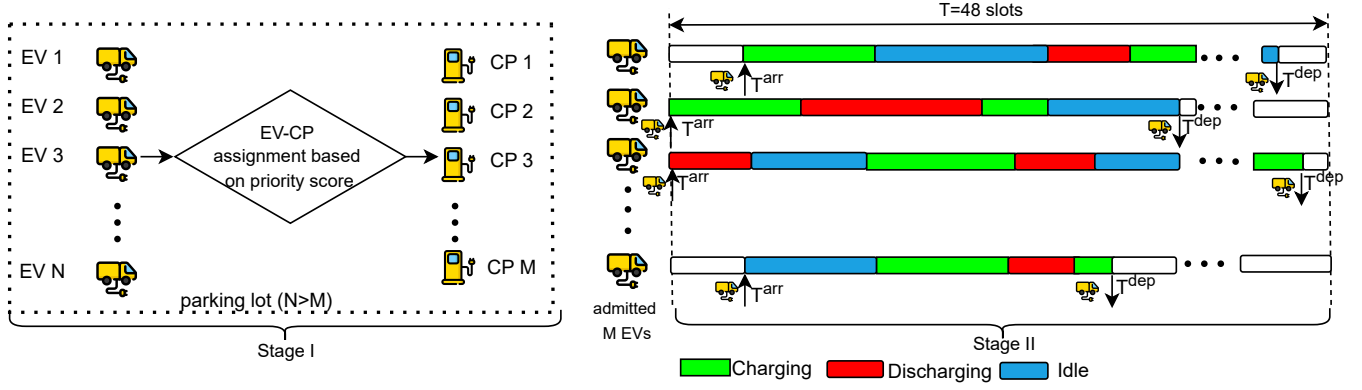 EV 1
CP 1
EV 2
CP 2
EV 3
CP 3
EV-CP
assignment based
on priority score
EV N
CP M
parking lot (N>M)
Stage I
T=48 slots
T^arr
T^dep
T^arr
T^dep
T^arr
T^dep
T^arr
T^dep
admitted
M EVs
Stage II
Charging
Discharging
Idle